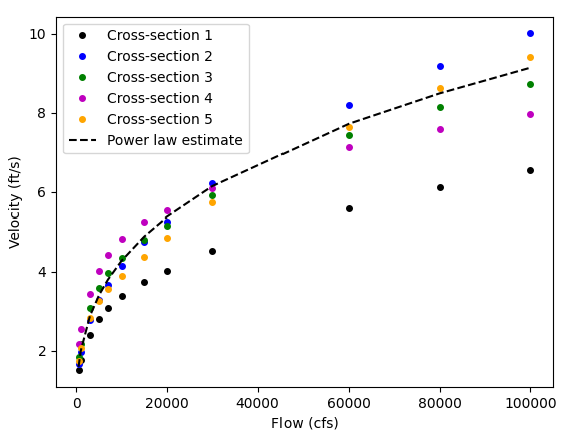 10
8
6
4
2
Velocity (ft/s)
Cross-section 1
Cross-section 2
Cross-section 3
Cross-section 4
Cross-section 5
Power law estimate
0
20000
40000
60000
80000
100000
Flow (cfs)